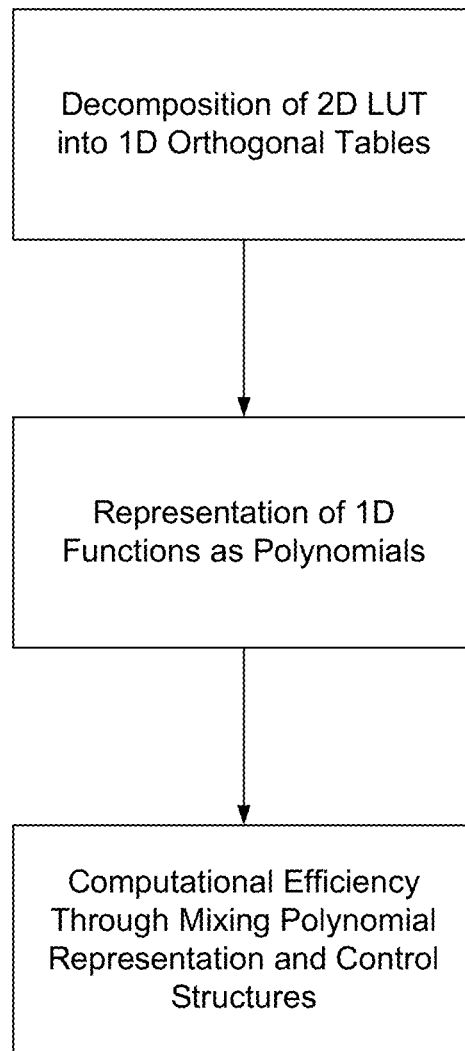 Decomposition of 2D LUT
into 1D Orthogonal Tables
Representation of 1D
Functions as Polynomials
Computational Efficiency
Through Mixing Polynomial
Representation and Control
Structures